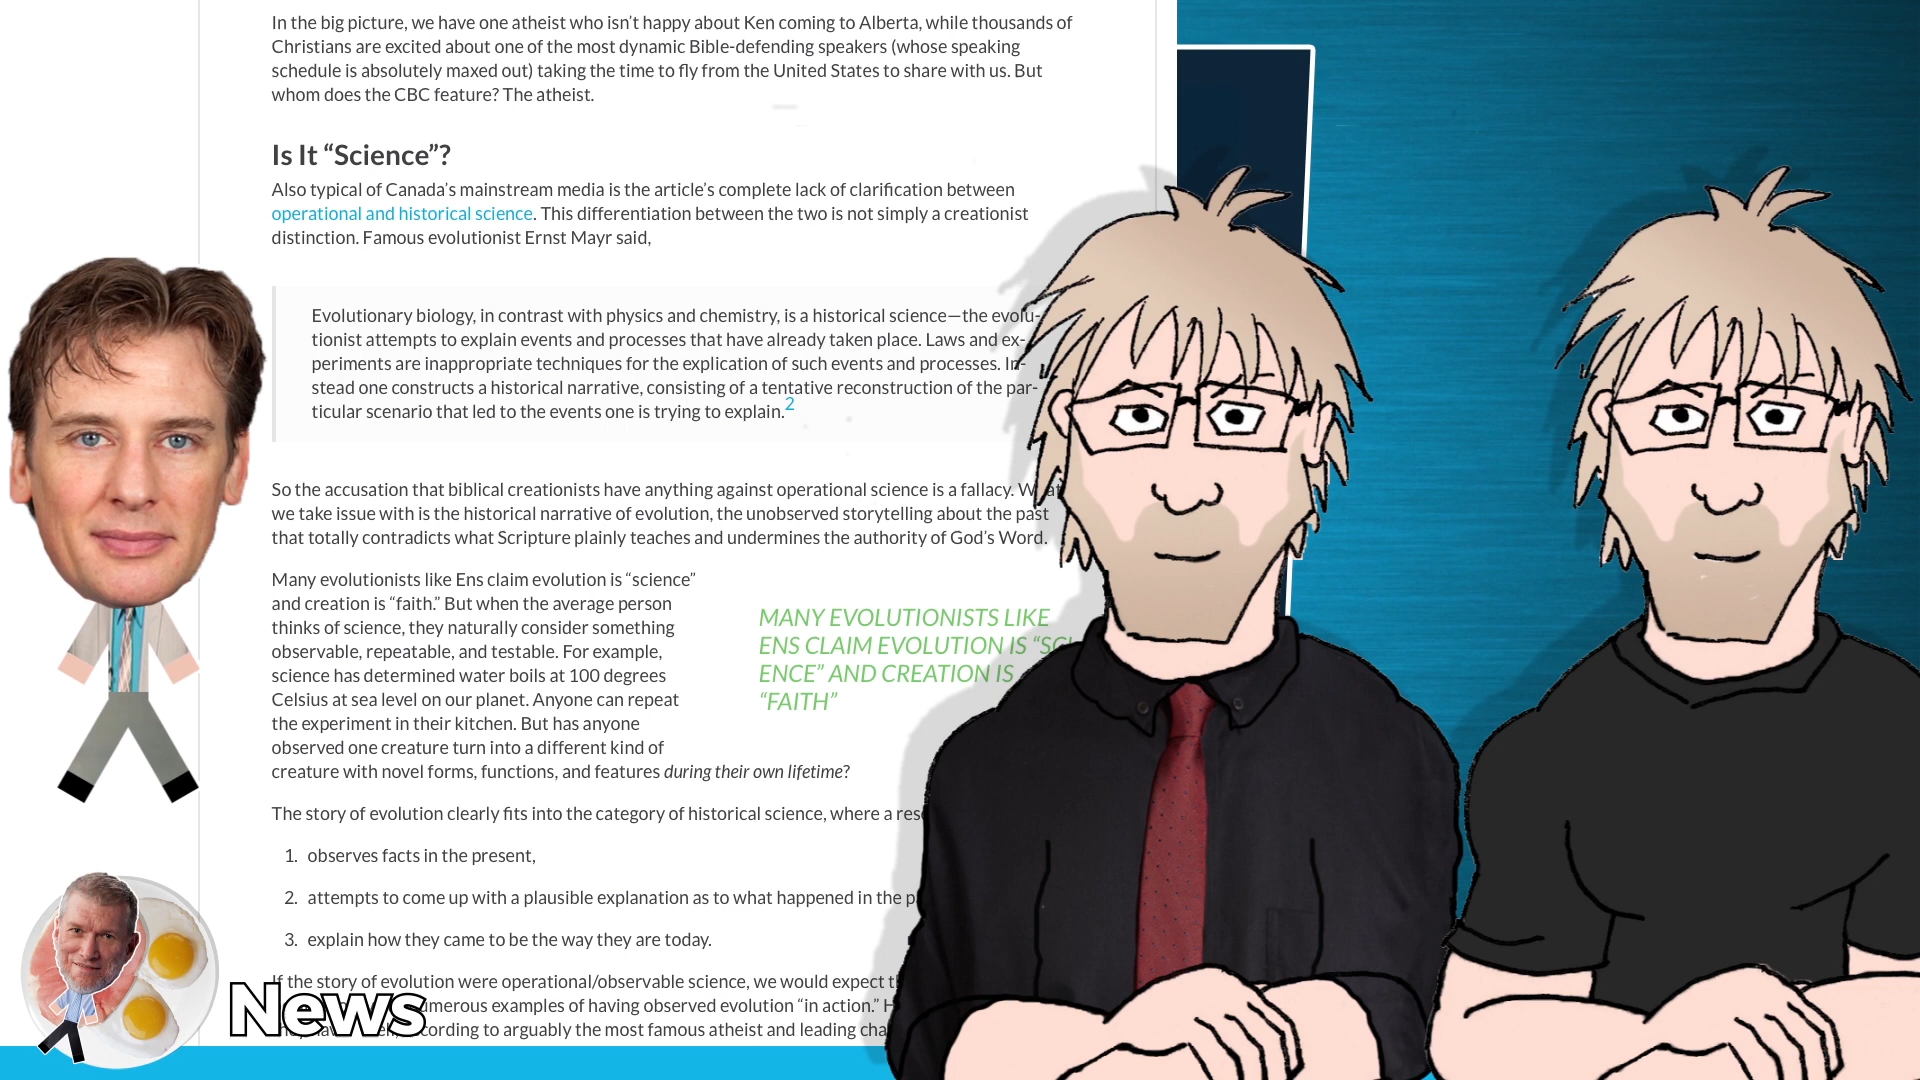 In the big picture, we have one atheist who isn't happy about Ken coming to Alberta, while thousands of
Christians are excited about one of the most dynamic Bible-defending speakers (whose speaking
schedule is absolutely maxed out) taking the time to fly from the United States to share with us. But
whom does the CBC feature? The atheist.
Is It “Science”?
Also typical of Canada's mainstream media is the article's complete lack of clarification between
operational and historical science. This differentiation between the two is not simply a creationist
distinction. Famous evolutionist Ernst Mayr said,
Evolutionary biology, in contrast with physics and chemistry, is a historical science—the evolu-
tionist attempts to explain events and processes that have already taken place. Laws and ex-
periments are inappropriate techniques for the explication of such events and processes. In-
stead one constructs a historical narrative, consisting of a tentative reconstruction of the par-
ticular scenario that led to the events one is trying to explain.2
So the accusation that biblical creationists have anything against operational science is a fallacy. What
we take issue with is the historical narrative of evolution, the unobserved storytelling about the past
that totally contradicts what Scripture plainly teaches and undermines the authority of God's Word.
Many evolutionists like Ens claim evolution is “science”
and creation is “faith.” But when the average person
thinks of science, they naturally consider something
observable, repeatable, and testable. For example,
science has determined water boils at 100 degrees
Celsius at sea level on our planet. Anyone can repeat
the experiment in their kitchen. But has anyone
observed one creature turn into a different kind of
creature with novel forms, functions, and features during their own lifetime?
MANY EVOLUTIONISTS LIKE
ENS CLAIM EVOLUTION IS “SCI-
ENCE” AND CREATION IS
“FAITH”
The story of evolution clearly fits into the category of historical science, where a
1. observes facts in the present,
2. attempts to come up with a plausible explanation as to what happened in the
3. explain how they came to be the way they are today.
If the story of evolution were operational/observable science, we would expect
numerous examples of having observed evolution “in action.”
according to arguably the most famous atheist and leading
News